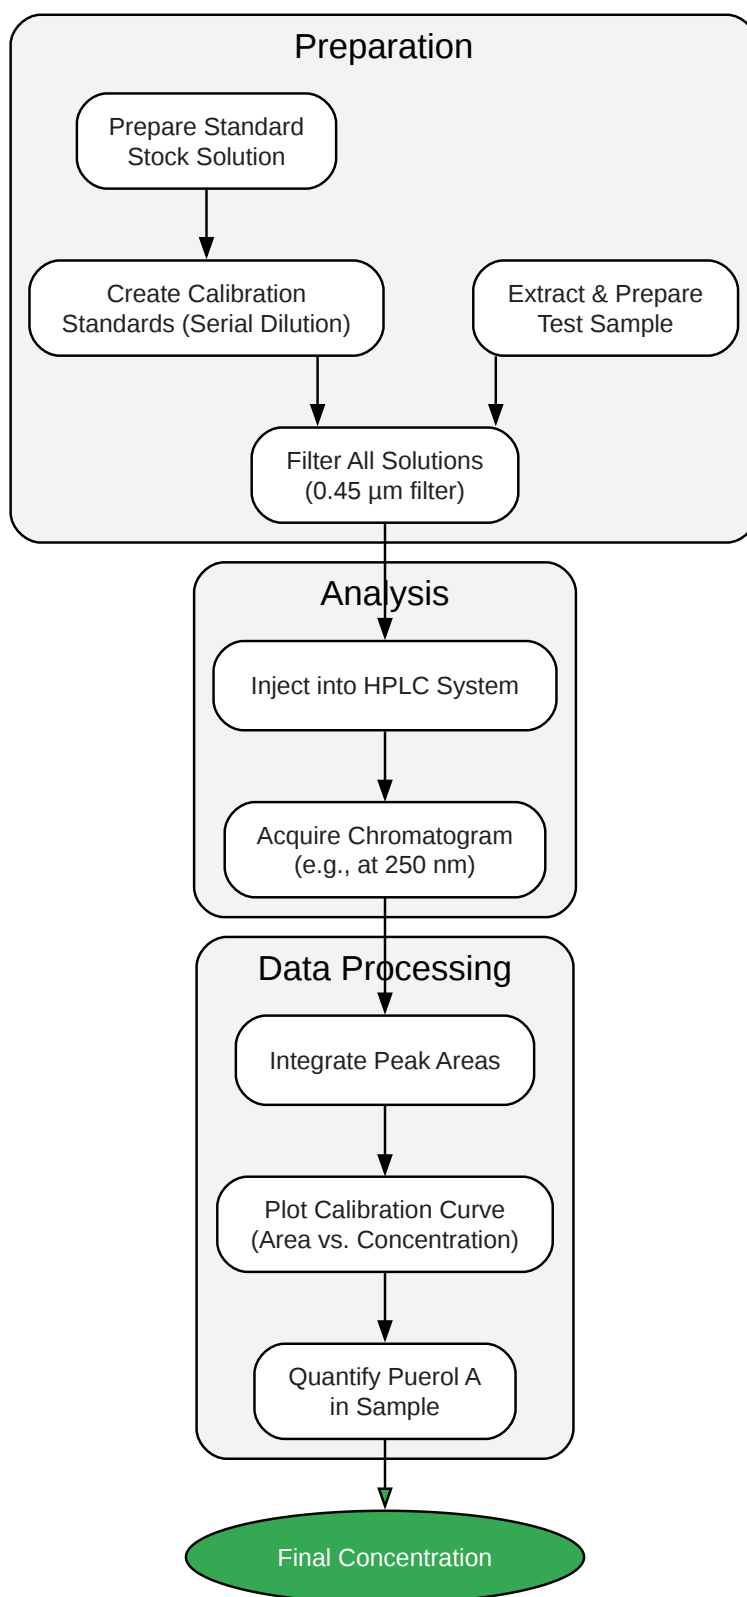 Preparation
Prepare Standard
Stock Solution
Create Calibration
Standards (Serial Dilution)
Extract & Prepare
Test Sample
Filter All Solutions
(0.45 µm filter)
Analysis
Inject into HPLC System
Acquire Chromatogram
(e.g., at 250 nm)
Data Processing
Integrate Peak Areas
Plot Calibration Curve
(Area vs. Concentration)
Quantify Puerol A
in Sample
Final Concentration